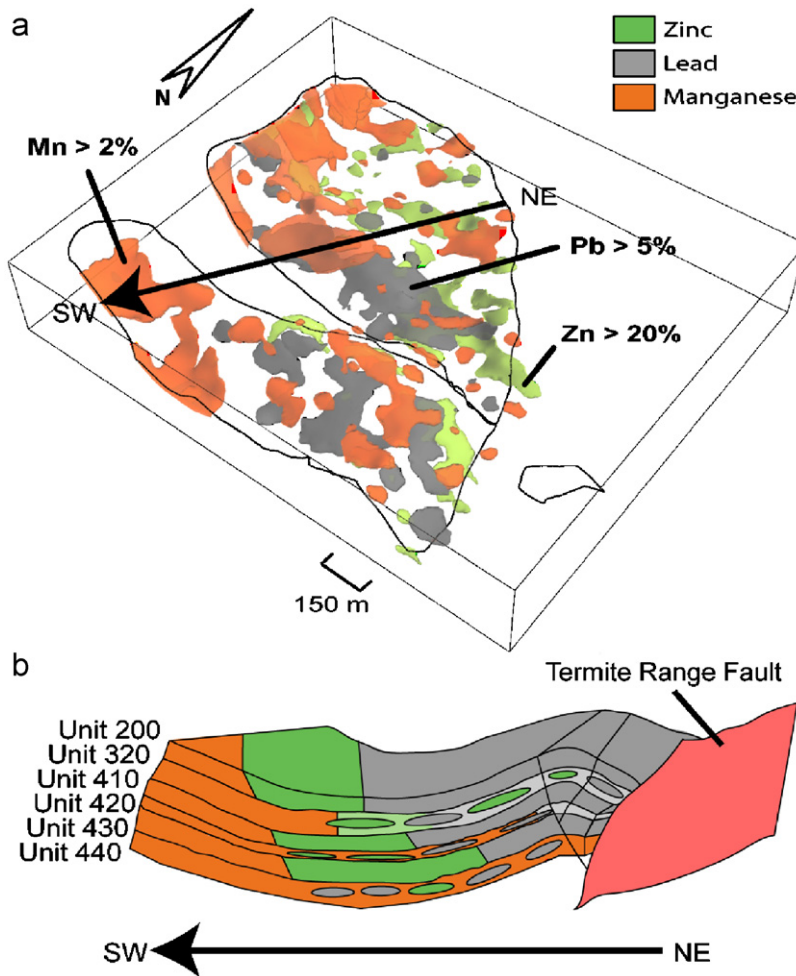 a
Zinc
Lead
Manganese
N
Mn > 2%
NE
Pb > 5%
SW
Zn > 20%
150 m
b
Termite Range Fault
Unit 200
Unit 320
Unit 410
Unit 420
Unit 430
Unit 440
SW
NE